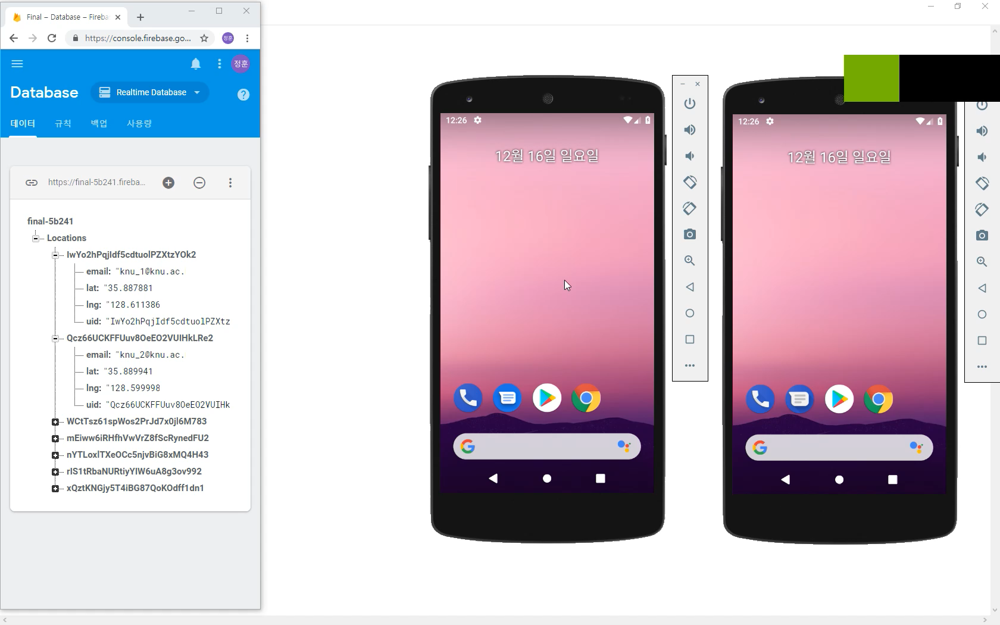 Final – Database – Fireba
https://console.firebase.go...
정훈
정훈
Database
Realtime Database
데이터 규칙 백업 사용량
https://final-5b241.fireba...
final-5b241
Locations
IwYo2hPqjIdf5cdtuolPZXtzYOk2
email: "knu_1@knu.ac.
lat: "35.887881
lng: "128.611386
uid: "IwYo2hPqjIdf5cdtuolPZXtz
Qcz66UCKFFUuv8OeEO2VUIHkLRe2
email: "knu_2@knu.ac.
lat: "35.889941
lng: "128.599998
uid: "Qcz66UCKFFUuv8OeEO2VUIHk
WCtTsz61spWos2PrJd7x0jl6M783
mEiww6iRHfhVwVrZ8fScRynedFU2
nYTLoxlTXeOCc5njvBiG8xMQ4H43
rlS1tRbaNURtiyYlW6uA8g3ov992
xQztKNGjy5T4iBG87QoKOdff1dn1
12:26
12월 16일 일요일
12:26
12월 16일 일요일